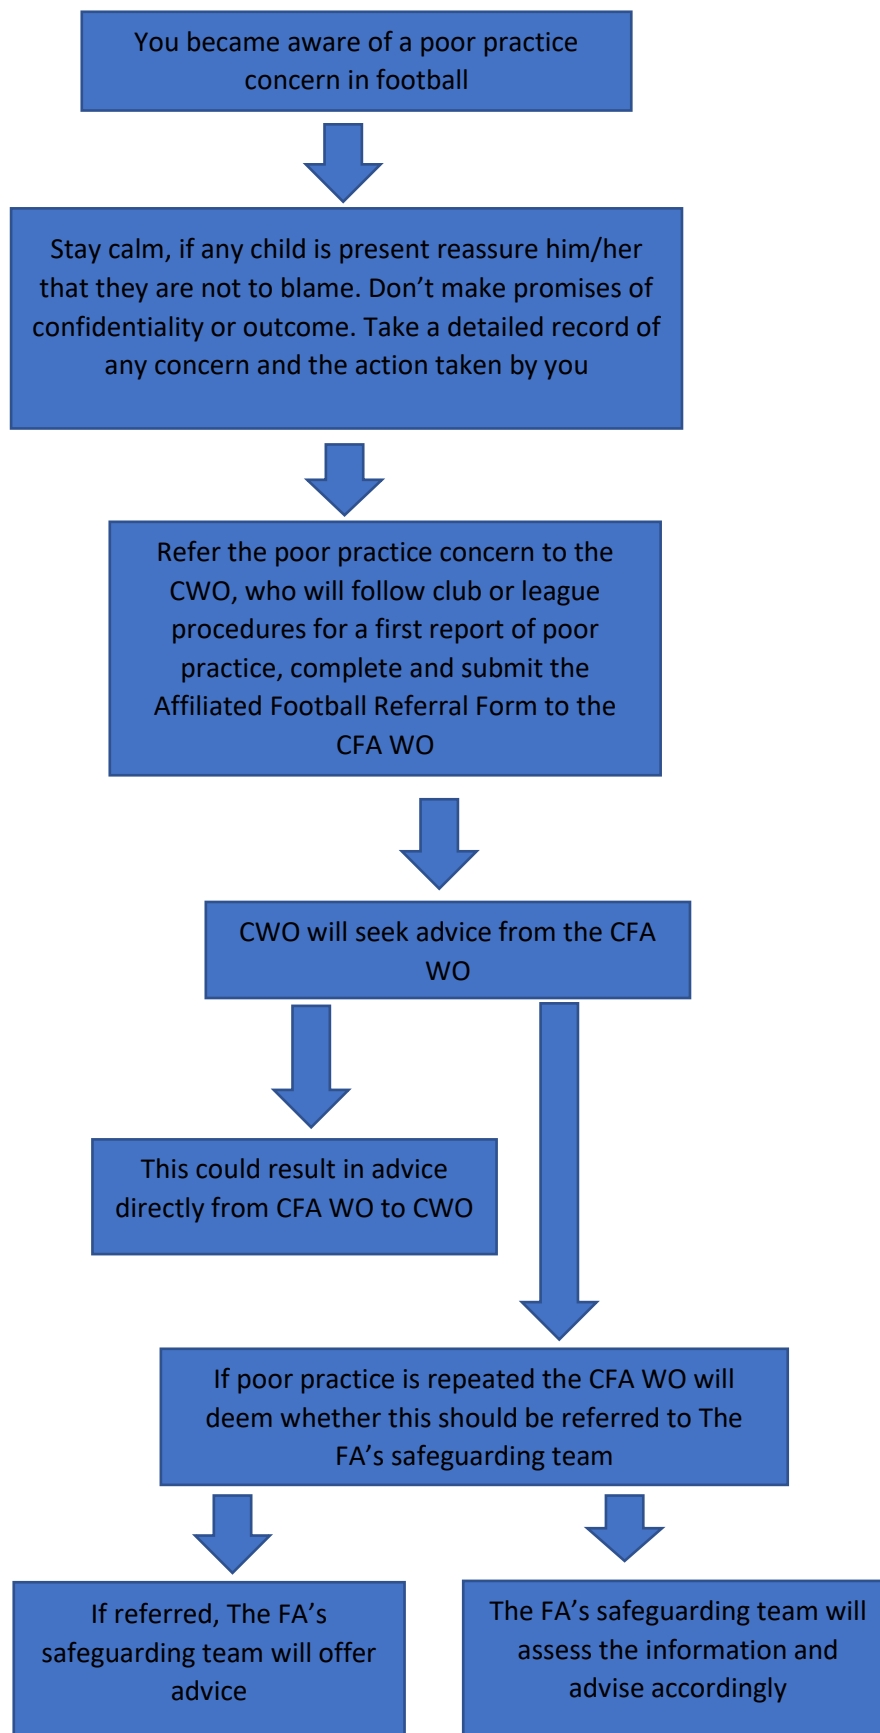 You became aware of a poor practice
concern in football
Stay calm, if any child is present reassure him/her
that they are not to blame. Don’t make promises of
confidentiality or outcome. Take a detailed record of
any concern and the action taken by you
Refer the poor practice concern to the
CWO, who will follow club or league
procedures for a first report of poor
practice, complete and submit the
Affiliated Football Referral Form to the
CFA WO
CWO will seek advice from the CFA
WO
This could result in advice
directly from CFA WO to CWO
If poor practice is repeated the CFA WO will
deem whether this should be referred to The
FA’s safeguarding team
If referred, The FA’s
safeguarding team will offer
advice
The FA’s safeguarding team will
assess the information and
advise accordingly